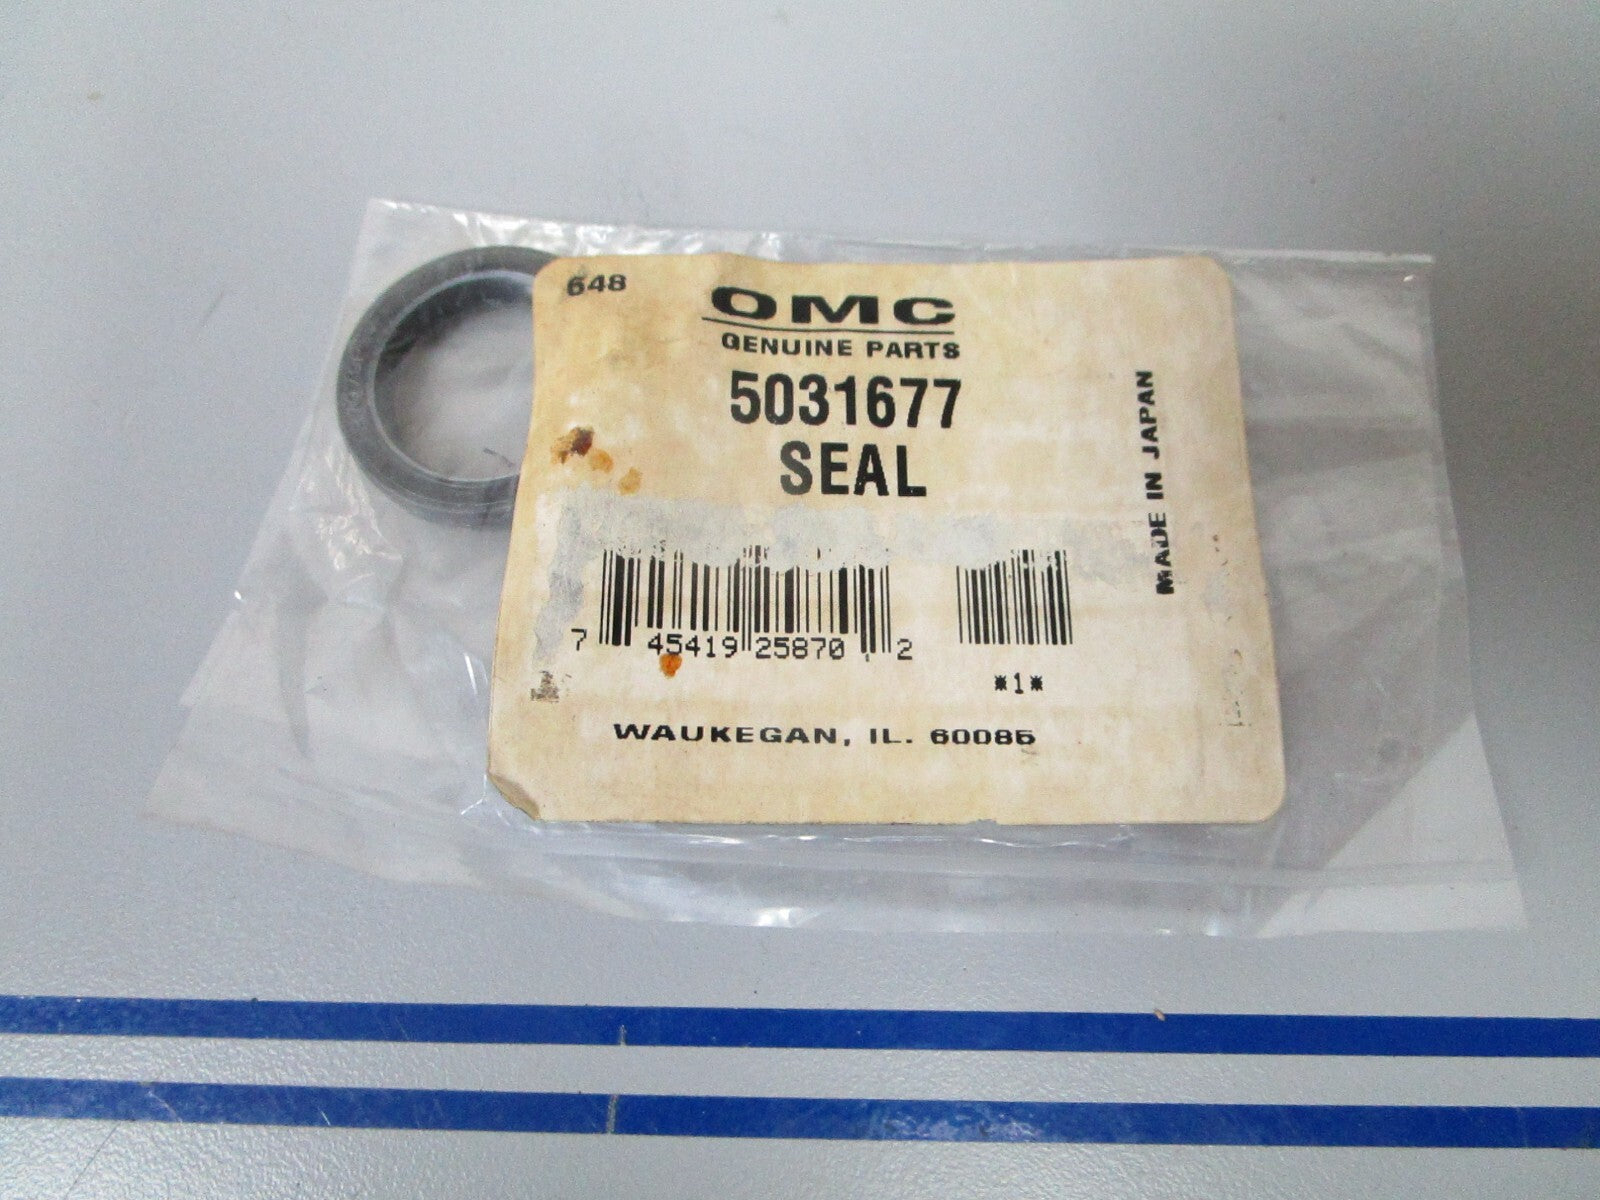 648
OMC
GENUINE PARTS
5031677
SEAL
MADE IN JAPAN
7 45419 25870 2
*1*
WAUKEGAN, IL. 60085